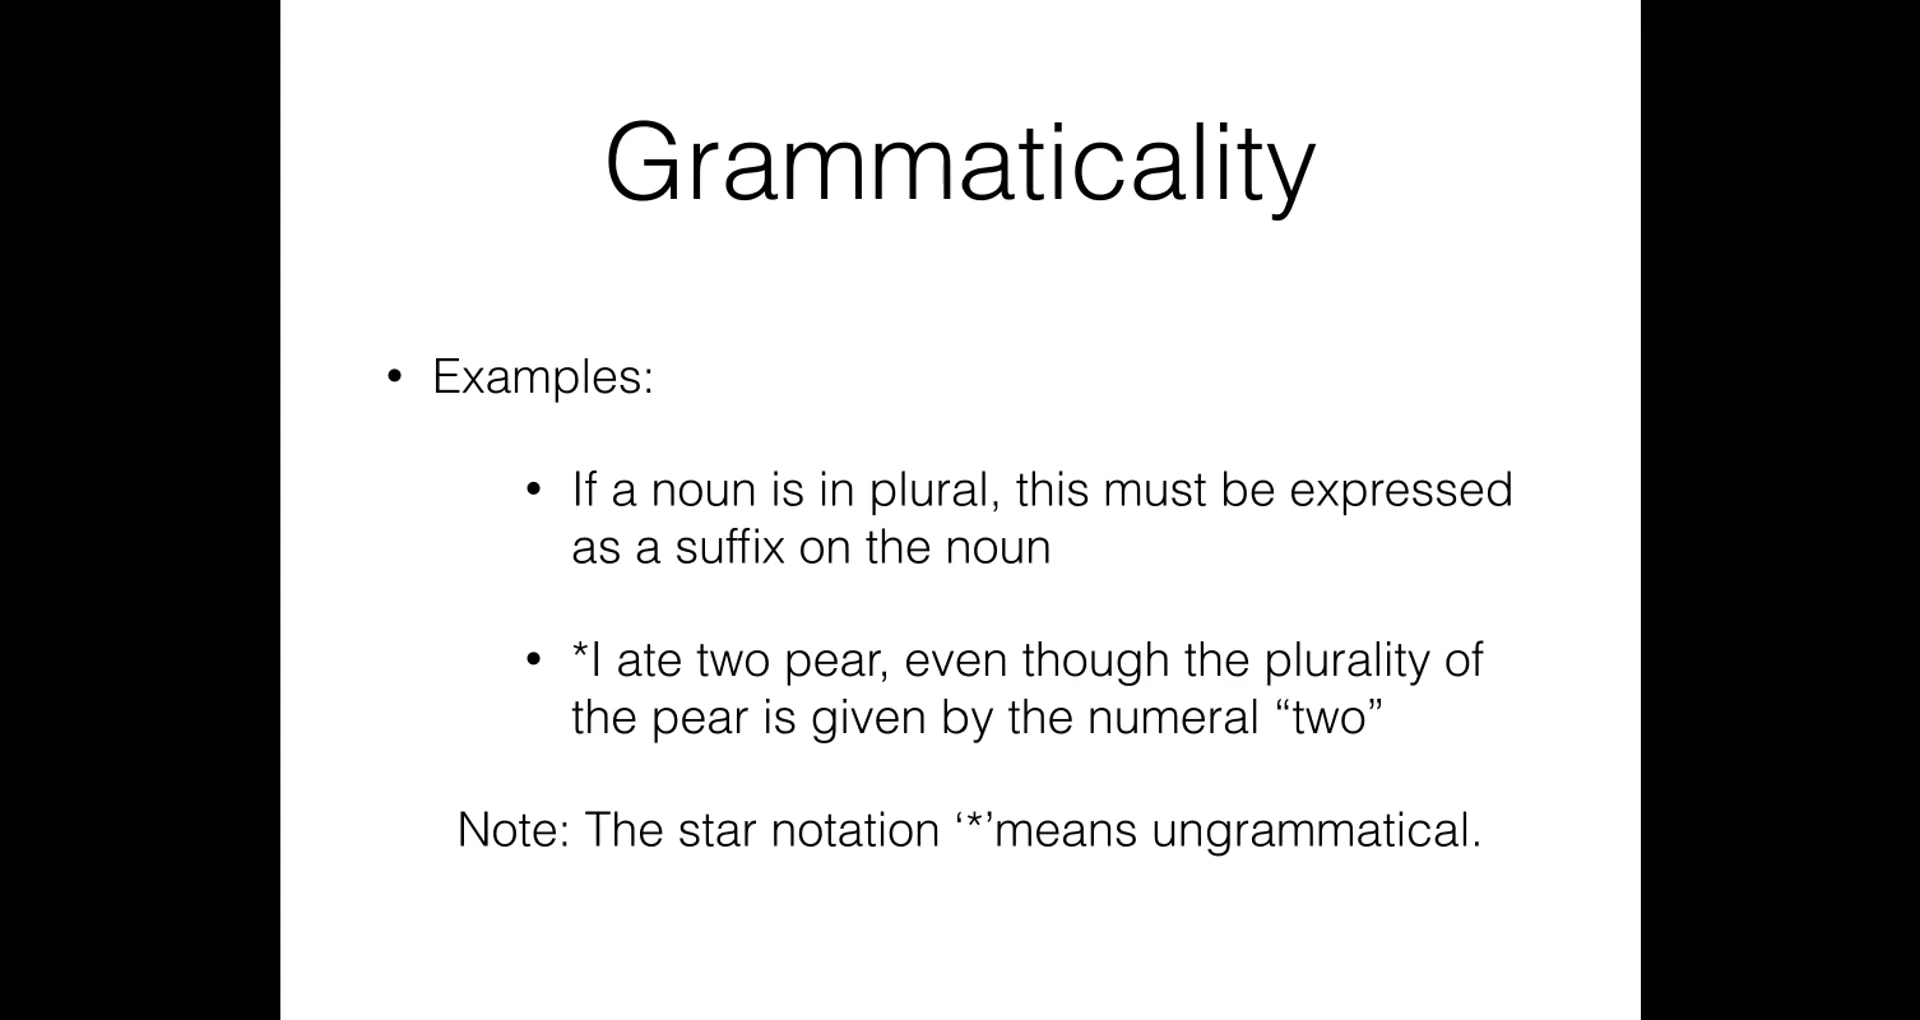 Grammaticality
• Examples:
• If a noun is in plural, this must be expressed
as a suffix on the noun
• *I ate two pear, even though the plurality of
the pear is given by the numeral “two”
Note: The star notation ‘*’means ungrammatical.